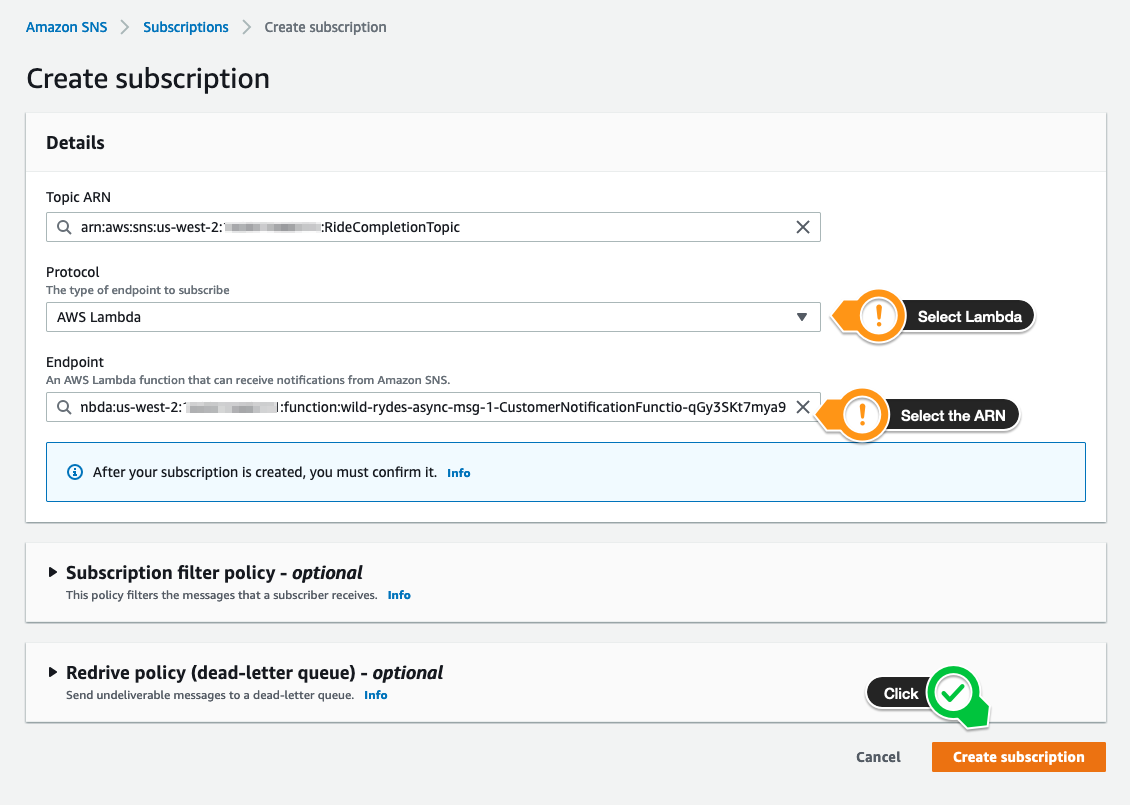 Amazon SNS > Subscriptions > Create subscription
Create subscription
Details
Topic ARN
arn:aws:sns:us-west-2: :RideCompletionTopic
Protocol
The type of endpoint to subscribe
AWS Lambda
Select Lambda
Endpoint
An AWS Lambda function that can receive notifications from Amazon SNS.
nbda:us-west-2: :function:wild-rydes-async-msg-1-CustomerNotificationFunctio-qGy3SKt7mya9
Select the ARN
After your subscription is created, you must confirm it. Info
Subscription filter policy - optional
This policy filters the messages that a subscriber receives. Info
Redrive policy (dead-letter queue) - optional
Send undeliverable messages to a dead-letter queue. Info
Click
Cancel
Create subscription